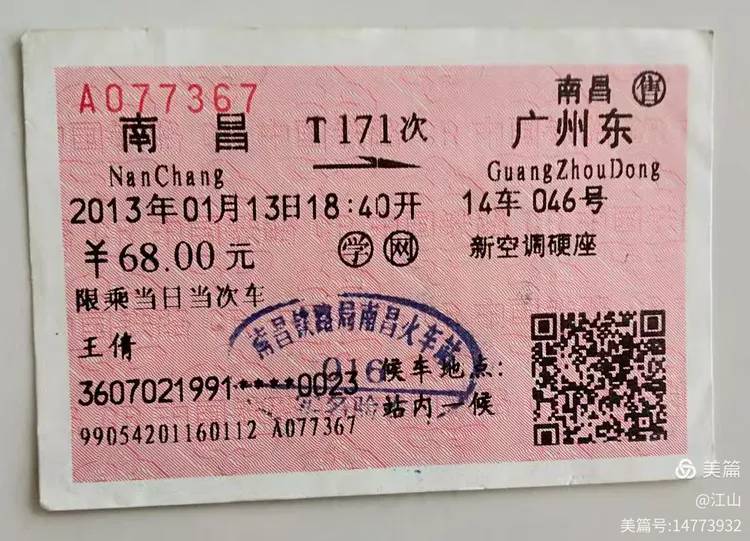 A077367
南昌 售
南昌 T171次 广州东
NanChang GuangZhouDong
2013年01月13日18:40开 14车 046号
￥68.00元 学 网 新空调硬座
限乘当日当次车
南昌铁路局南昌火车站
016
实名验
王倩
3607021991****0023 候车地点:
站内一候
99054201160112 A077367
美篇
@江山
美篇号:14773932